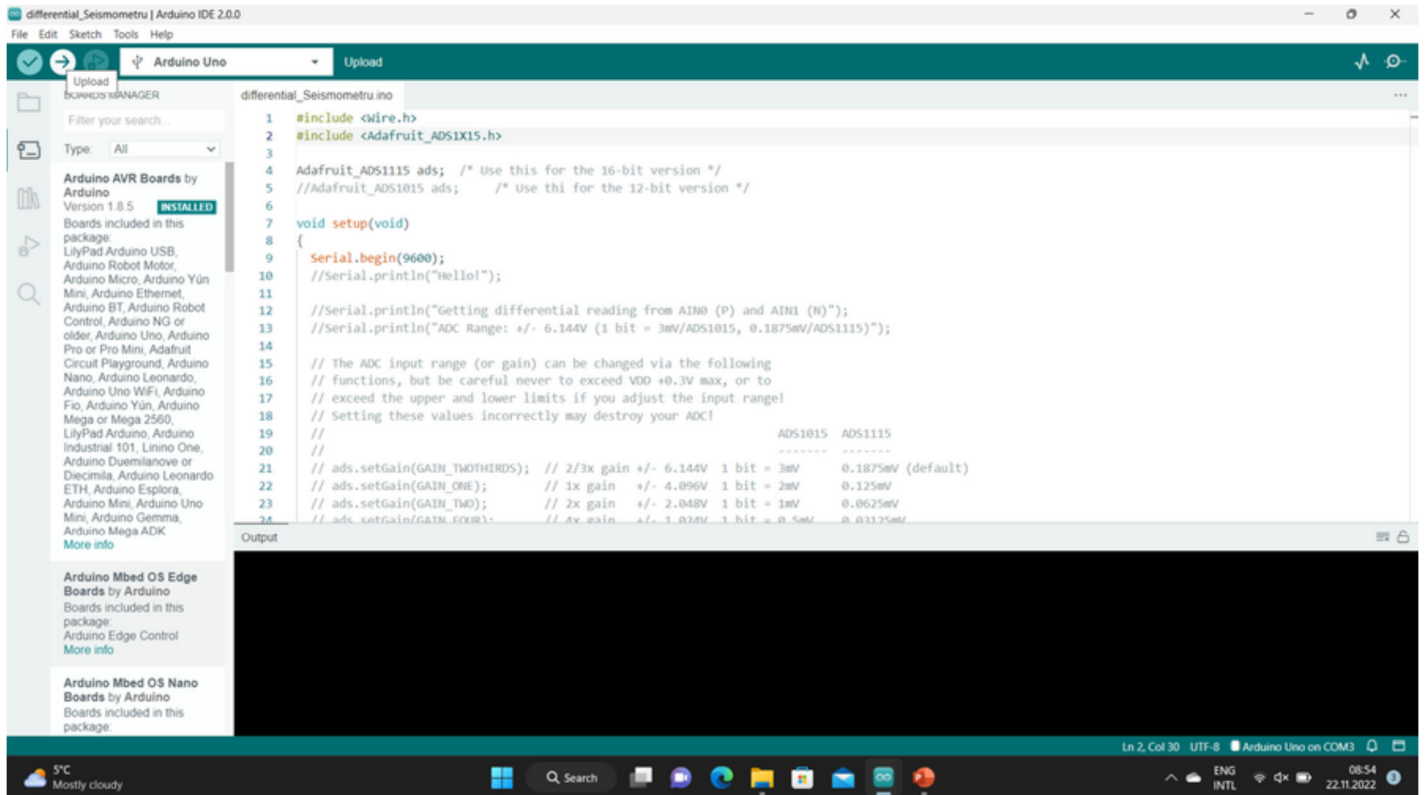 differential_Seismometru | Arduino IDE 2.0.0
File Edit Sketch Tools Help
Arduino Uno
Upload
Upload
BOARDS MANAGER
differential_Seismometru.ino
...
Filter your search...
Type: All
Arduino AVR Boards by
Arduino
Version 1.8.5 INSTALLED
Boards included in this
package:
LilyPad Arduino USB,
Arduino Robot Motor,
Arduino Micro, Arduino Yún
Mini, Arduino Ethernet,
Arduino BT, Arduino Robot
Control, Arduino NG or
older, Arduino Uno, Arduino
Pro or Pro Mini, Adafruit
Circuit Playground, Arduino
Nano, Arduino Leonardo,
Arduino Uno WiFi, Arduino
Fio, Arduino Yún, Arduino
Mega or Mega 2560,
LilyPad Arduino, Arduino
Industrial 101, Linino One,
Arduino Duemilanove or
Diecimila, Arduino Leonardo
ETH, Arduino Esplora,
Arduino Mini, Arduino Uno
Mini, Arduino Gemma,
Arduino Mega ADK
More info
Arduino Mbed OS Edge
Boards by Arduino
Boards included in this
package:
Arduino Edge Control
More info
Arduino Mbed OS Nano
Boards by Arduino
Boards included in this
package:
1 #include <Wire.h>
2 #include <Adafruit_ADS1X15.h>
3
4 Adafruit_ADS1115 ads; /* Use this for the 16-bit version */
5 //Adafruit_ADS1015 ads; /* Use thi for the 12-bit version */
6
7 void setup(void)
8 {
9 Serial.begin(9600);
10 //Serial.println("Hello!");
11
12 //Serial.println("Getting differential reading from AIN0 (P) and AIN1 (N)");
13 //Serial.println("ADC Range: +/- 6.144V (1 bit = 3mV/ADS1015, 0.1875mV/ADS1115)");
14
15 // The ADC input range (or gain) can be changed via the following
16 // functions, but be careful never to exceed VDD +0.3V max, or to
17 // exceed the upper and lower limits if you adjust the input range!
18 // Setting these values incorrectly may destroy your ADC!
19 // ADS1015 ADS1115
20 // ------- -------
21 // ads.setGain(GAIN_TWOTHIRDS); // 2/3x gain +/- 6.144V 1 bit = 3mV 0.1875mV (default)
22 // ads.setGain(GAIN_ONE); // 1x gain +/- 4.096V 1 bit = 2mV 0.125mV
23 // ads.setGain(GAIN_TWO); // 2x gain +/- 2.048V 1 bit = 1mV 0.0625mV
24 // ads.setGain(GAIN_FOUR); // 4x gain +/- 1.024V 1 bit = 0.5mV 0.03125mV
Output
Ln 2, Col 30 UTF-8 Arduino Uno on COM3
5°C
Mostly cloudy
Search
ENG
INTL
08:54
22.11.2022
3